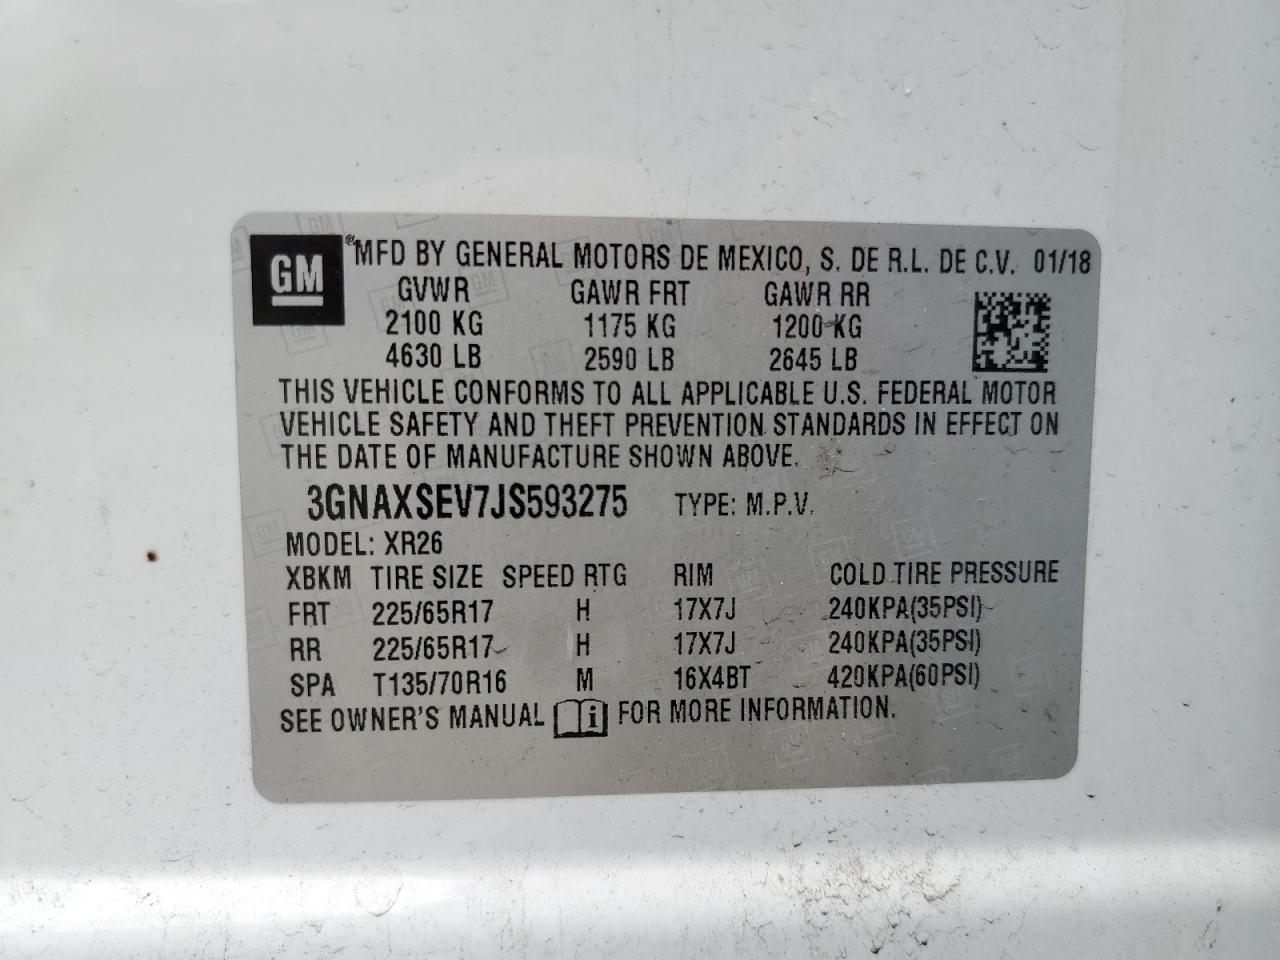 GM ®MFD BY GENERAL MOTORS DE MEXICO, S. DE R.L. DE C.V. 01/18
GVWR GAWR FRT GAWR RR
2100 KG 1175 KG 1200 KG
4630 LB 2590 LB 2645 LB
THIS VEHICLE CONFORMS TO ALL APPLICABLE U.S. FEDERAL MOTOR
VEHICLE SAFETY AND THEFT PREVENTION STANDARDS IN EFFECT ON
THE DATE OF MANUFACTURE SHOWN ABOVE.
3GNAXSEV7JS593275 TYPE: M.P.V.
MODEL: XR26
XBKM TIRE SIZE SPEED RTG RIM COLD TIRE PRESSURE
FRT 225/65R17 H 17X7J 240KPA(35PSI)
RR 225/65R17 H 17X7J 240KPA(35PSI)
SPA T135/70R16 M 16X4BT 420KPA(60PSI)
SEE OWNER'S MANUAL i FOR MORE INFORMATION.